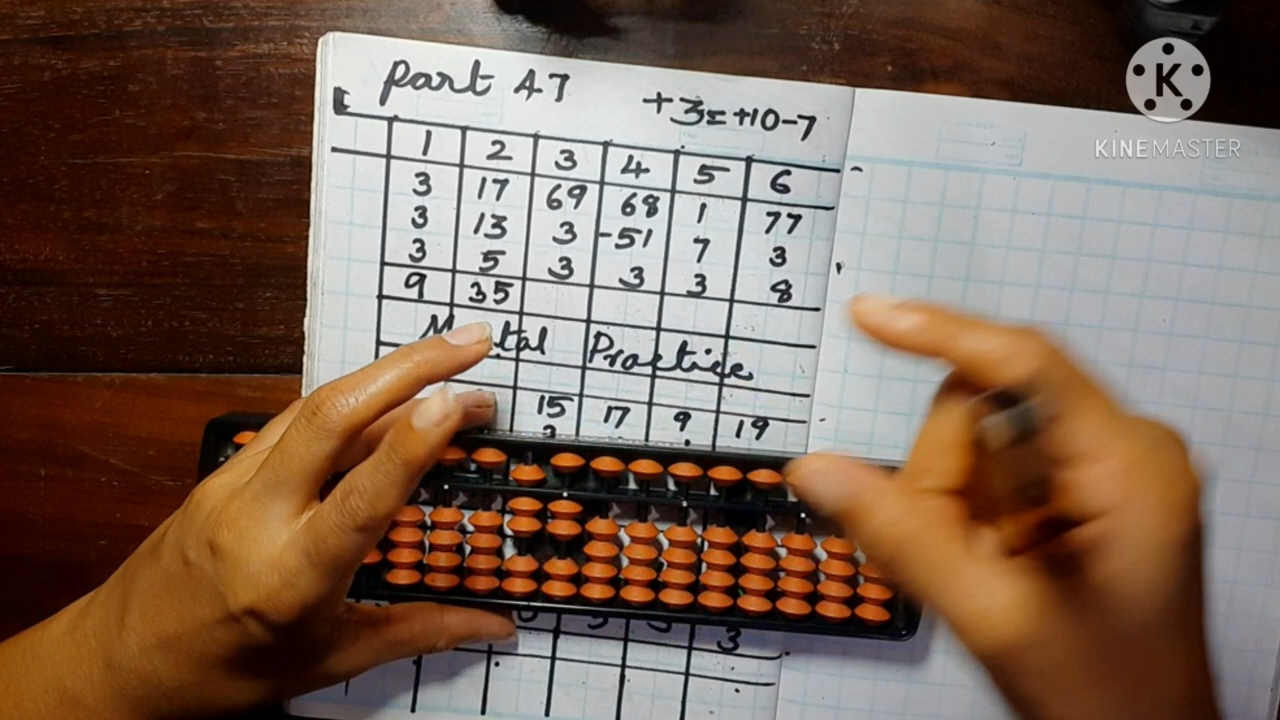 Part 47
+3=+10-7
1 2 3 4 5 6
3 17 69 68 1 77
3 13 3 -51 7 3
3 5 3 3 3 8
9 35
Practice
15 17 9 19
3
K
KINEMASTER